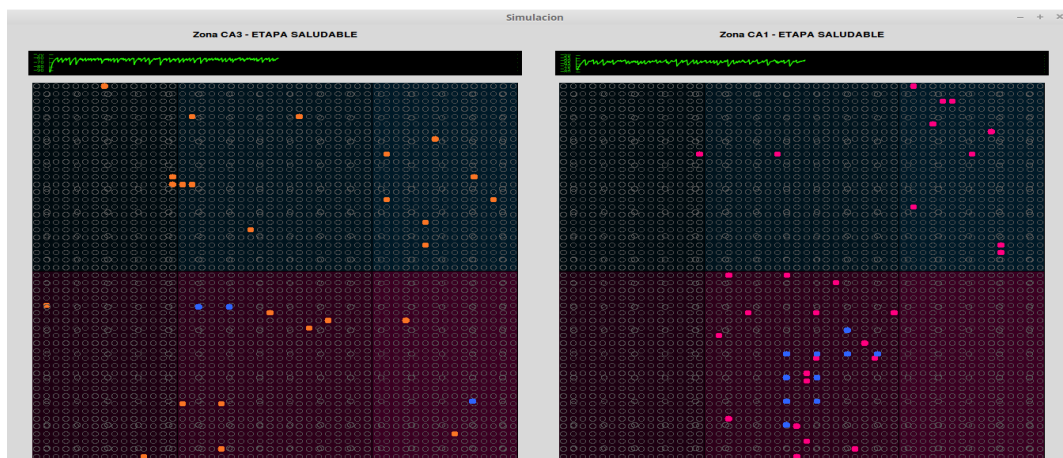 Simulacion
Zona CA3 - ETAPA SALUDABLE
Zona CA1 - ETAPA SALUDABLE